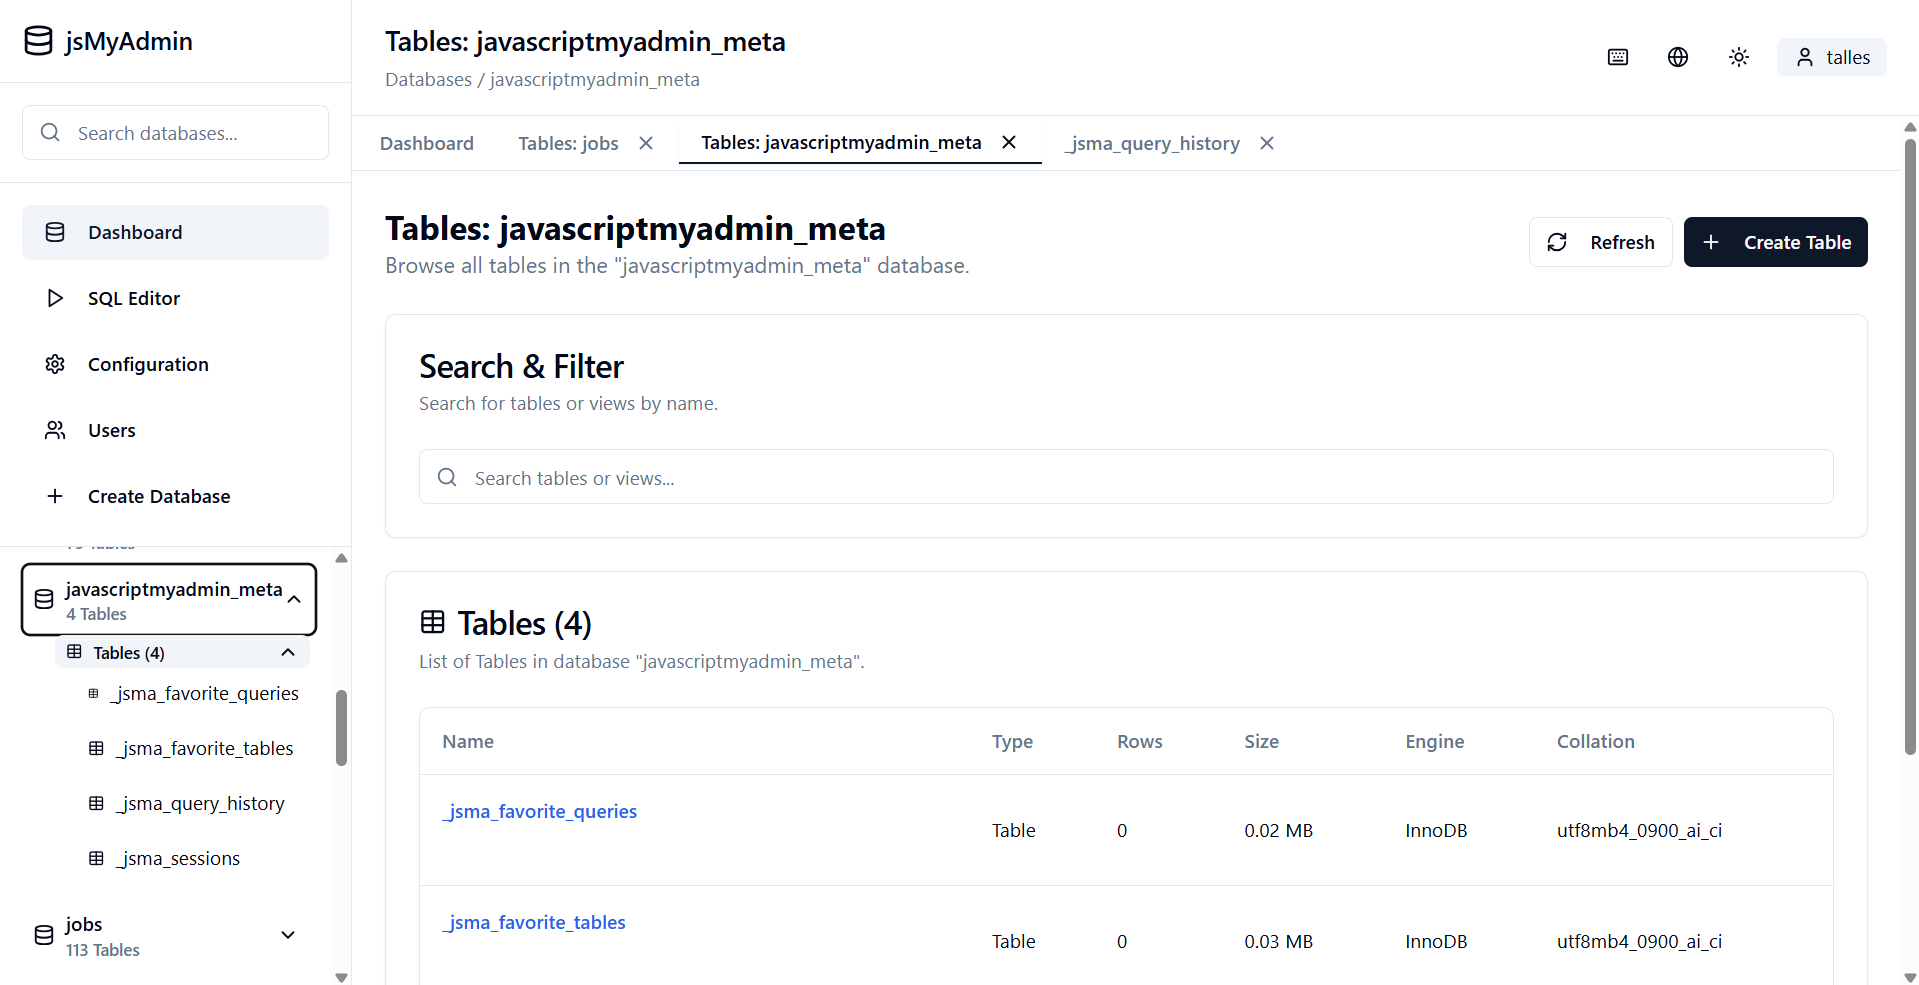 jsMyAdmin
Search databases...
Dashboard
SQL Editor
Configuration
Users
Create Database
javascriptmyadmin_meta
4 Tables
Tables (4)
_jsma_favorite_queries
_jsma_favorite_tables
_jsma_query_history
_jsma_sessions
jobs
113 Tables
Tables: javascriptmyadmin_meta
Databases / javascriptmyadmin_meta
talles
Dashboard Tables: jobs Tables: javascriptmyadmin_meta _jsma_query_history
Tables: javascriptmyadmin_meta
Browse all tables in the "javascriptmyadmin_meta" database.
Refresh Create Table
Search & Filter
Search for tables or views by name.
Search tables or views...
Tables (4)
List of Tables in database "javascriptmyadmin_meta".
Name Type Rows Size Engine Collation
_jsma_favorite_queries Table 0 0.02 MB InnoDB utf8mb4_0900_ai_ci
_jsma_favorite_tables Table 0 0.03 MB InnoDB utf8mb4_0900_ai_ci